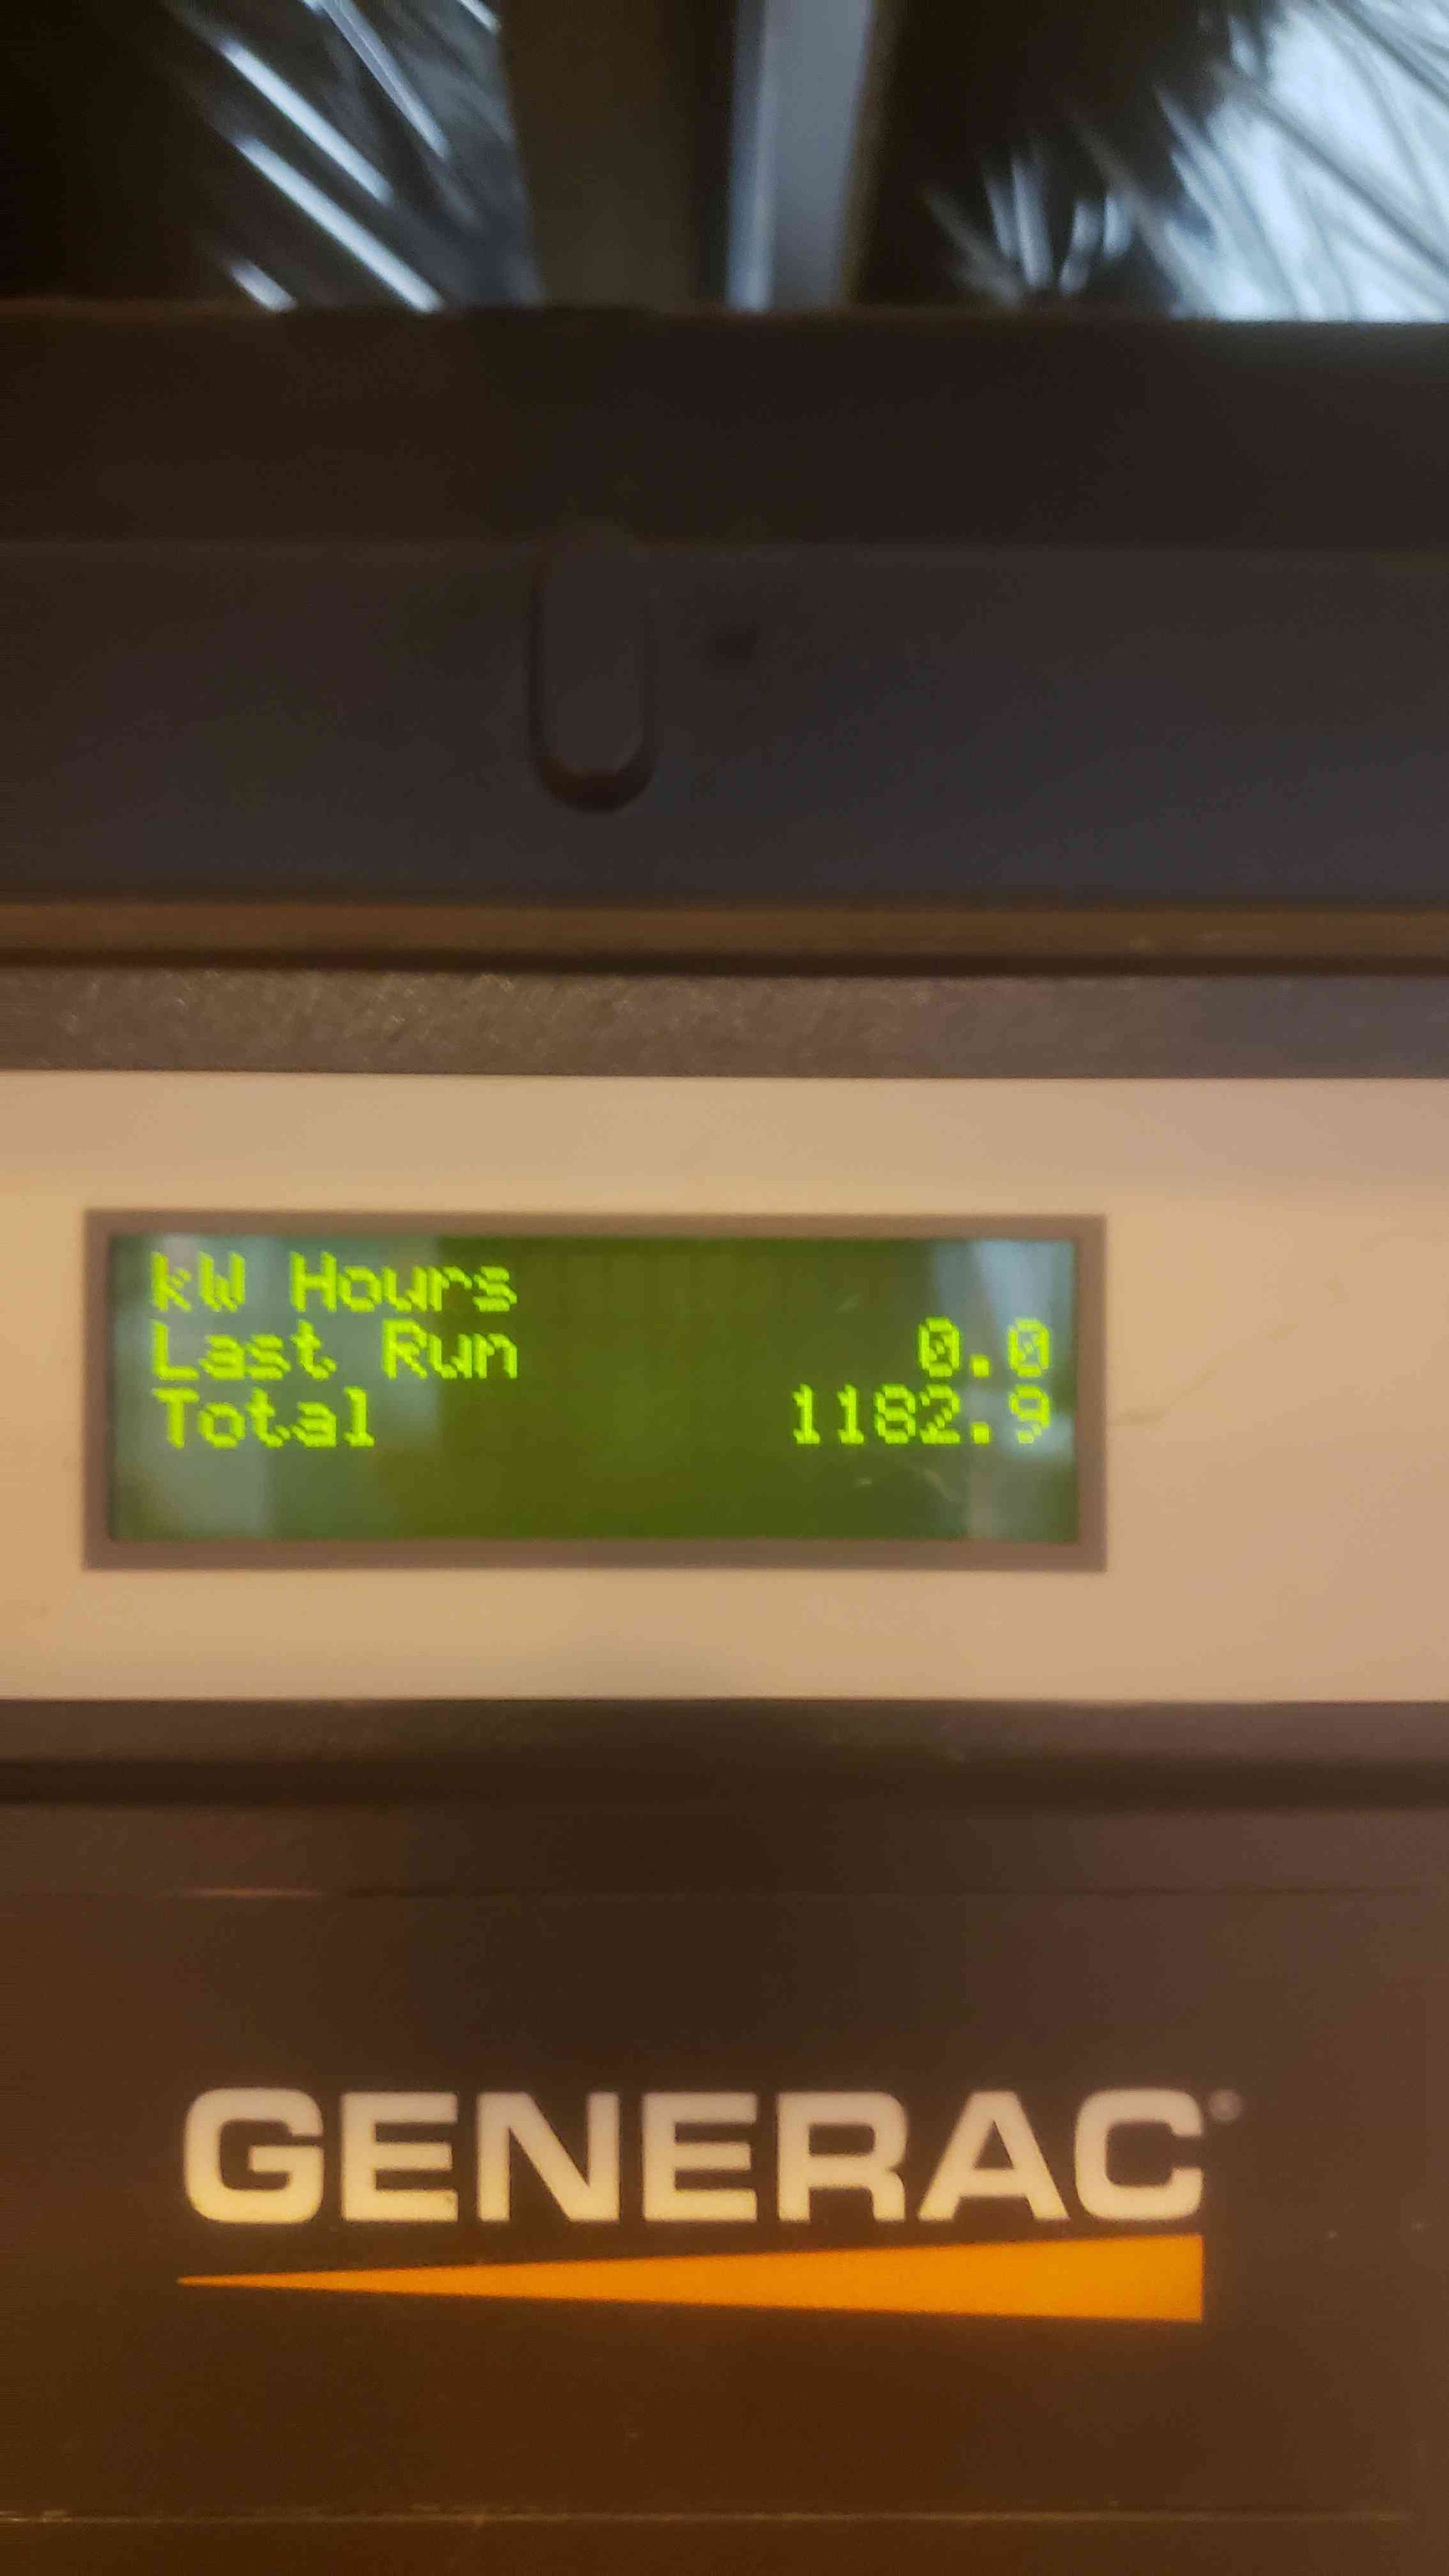 kW Hours
Last Run 0.0
Total 1182.9
GENERAC®